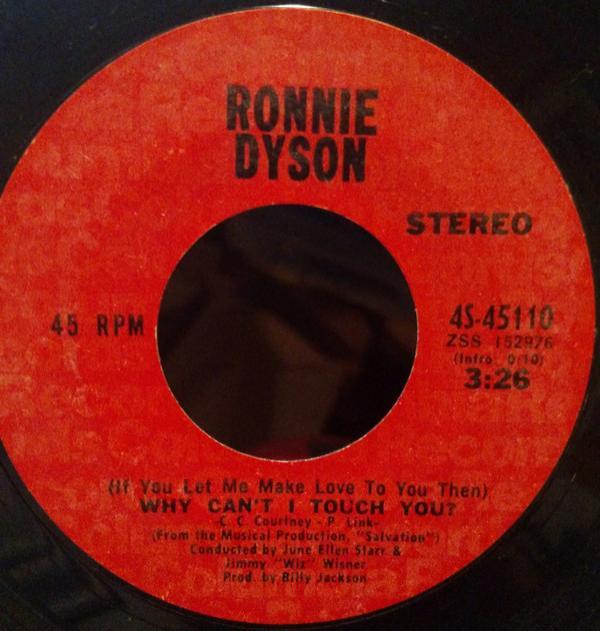 RONNIE
DYSON
STEREO
45 RPM
4S-45110
ZSS 152976
(Intro. 0:10)
3:26
(If You Let Me Make Love To You Then)
WHY CAN'T I TOUCH YOU?
-C. C. Courtney - P. Link-
(From the Musical Production, "Salvation")
Conducted by June Ellen Starr &
Jimmy "Wiz" Wisner
Prod. by Billy Jackson